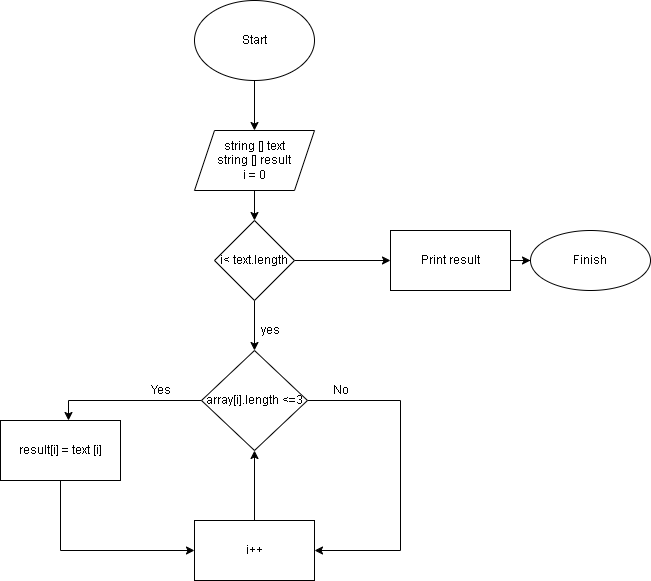 Start
string [] text
string [] result
i = 0
i< text.length
Print result
Finish
yes
Yes
array[i].length <=3
No
result[i] = text [i]
i++